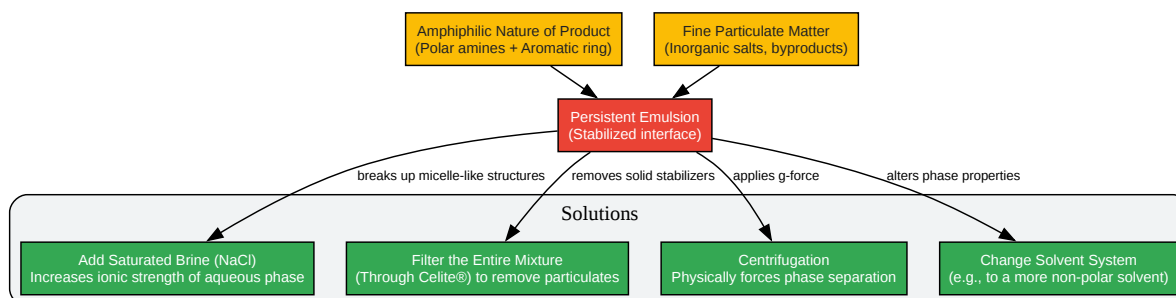 Amphiphilic Nature of Product
(Polar amines + Aromatic ring)
Fine Particulate Matter
(Inorganic salts, byproducts)
Persistent Emulsion
(Stabilized interface)
breaks up micelle-like structures
removes solid stabilizers
applies g-force
alters phase properties
Solutions
Add Saturated Brine (NaCl)
Increases ionic strength of aqueous phase
Filter the Entire Mixture
(Through Celite®) to remove particulates
Centrifugation
Physically forces phase separation
Change Solvent System
(e.g., to a more non-polar solvent)